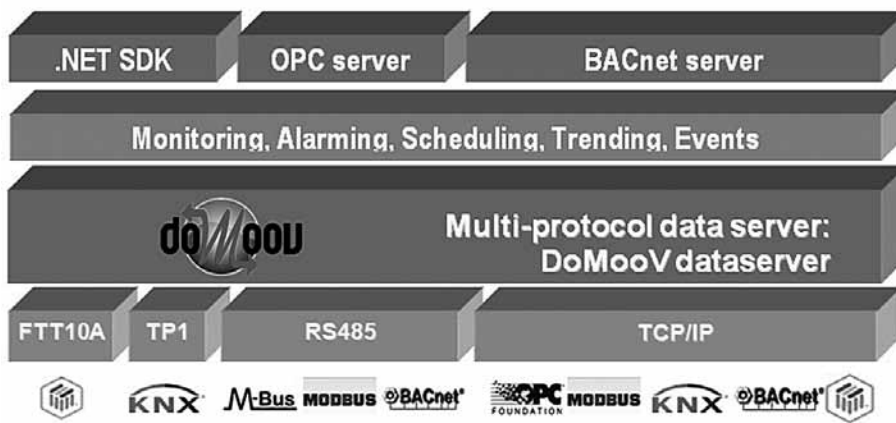 .NET SDK
OPC server
BACnet server
Monitoring, Alarming, Scheduling, Trending, Events
doMoov
Multi-protocol data server:
DoMooV dataserver
FTT10A
TP1
RS485
TCP/IP
KNX
M-Bus
MODBUS
BACnet
OPC
FOUNDATION
MODBUS
KNX
BACnet